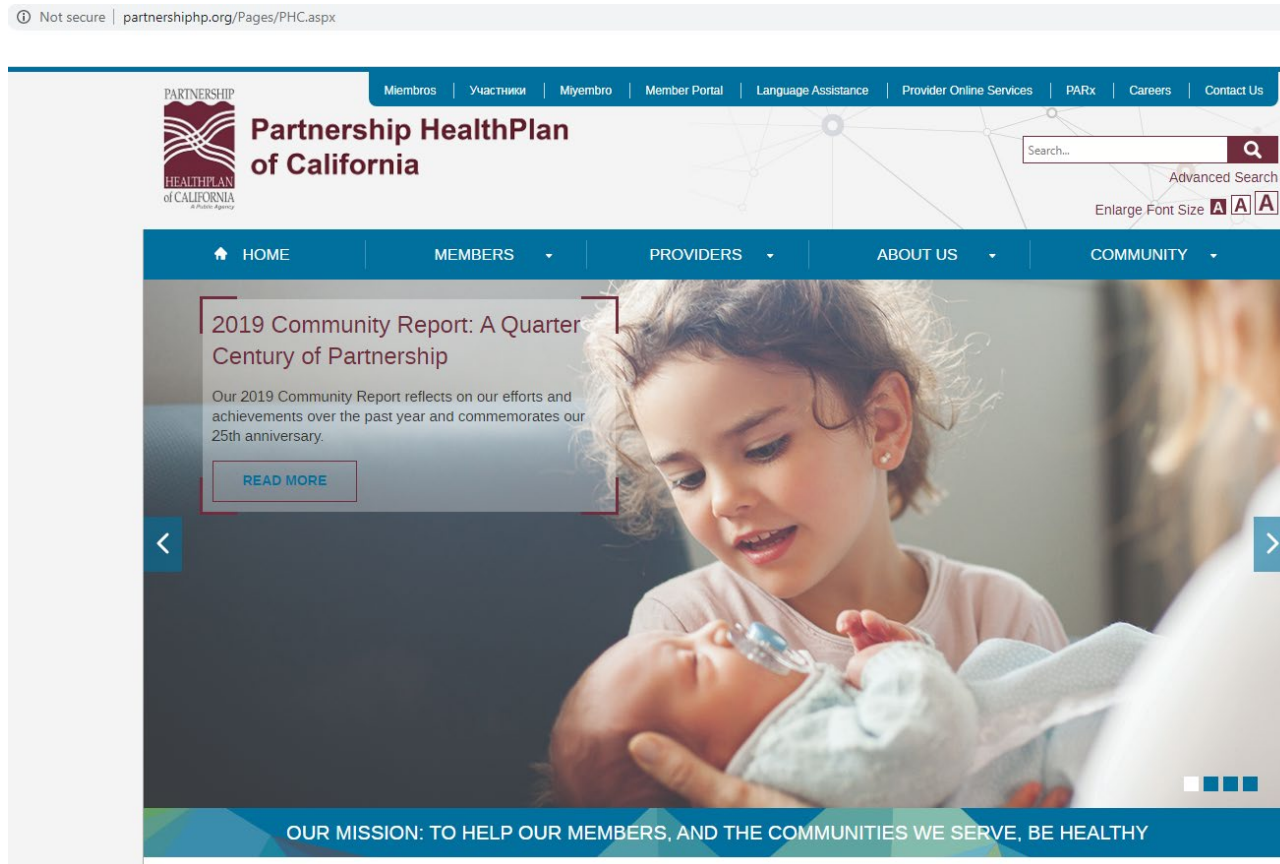 Not secure | partnershiphp.org/Pages/PHC.aspx
Miembros | Участники | Miyembro | Member Portal | Language Assistance | Provider Online Services | PARx | Careers | Contact Us
PARTNERSHIP
HEALTHPLAN
of CALIFORNIA
A Public Agency
Partnership HealthPlan
of California
Search...
Advanced Search
Enlarge Font Size A A A
HOME MEMBERS PROVIDERS ABOUT US COMMUNITY
2019 Community Report: A Quarter
Century of Partnership
Our 2019 Community Report reflects on our efforts and
achievements over the past year and commemorates our
25th anniversary.
READ MORE
OUR MISSION: TO HELP OUR MEMBERS, AND THE COMMUNITIES WE SERVE, BE HEALTHY